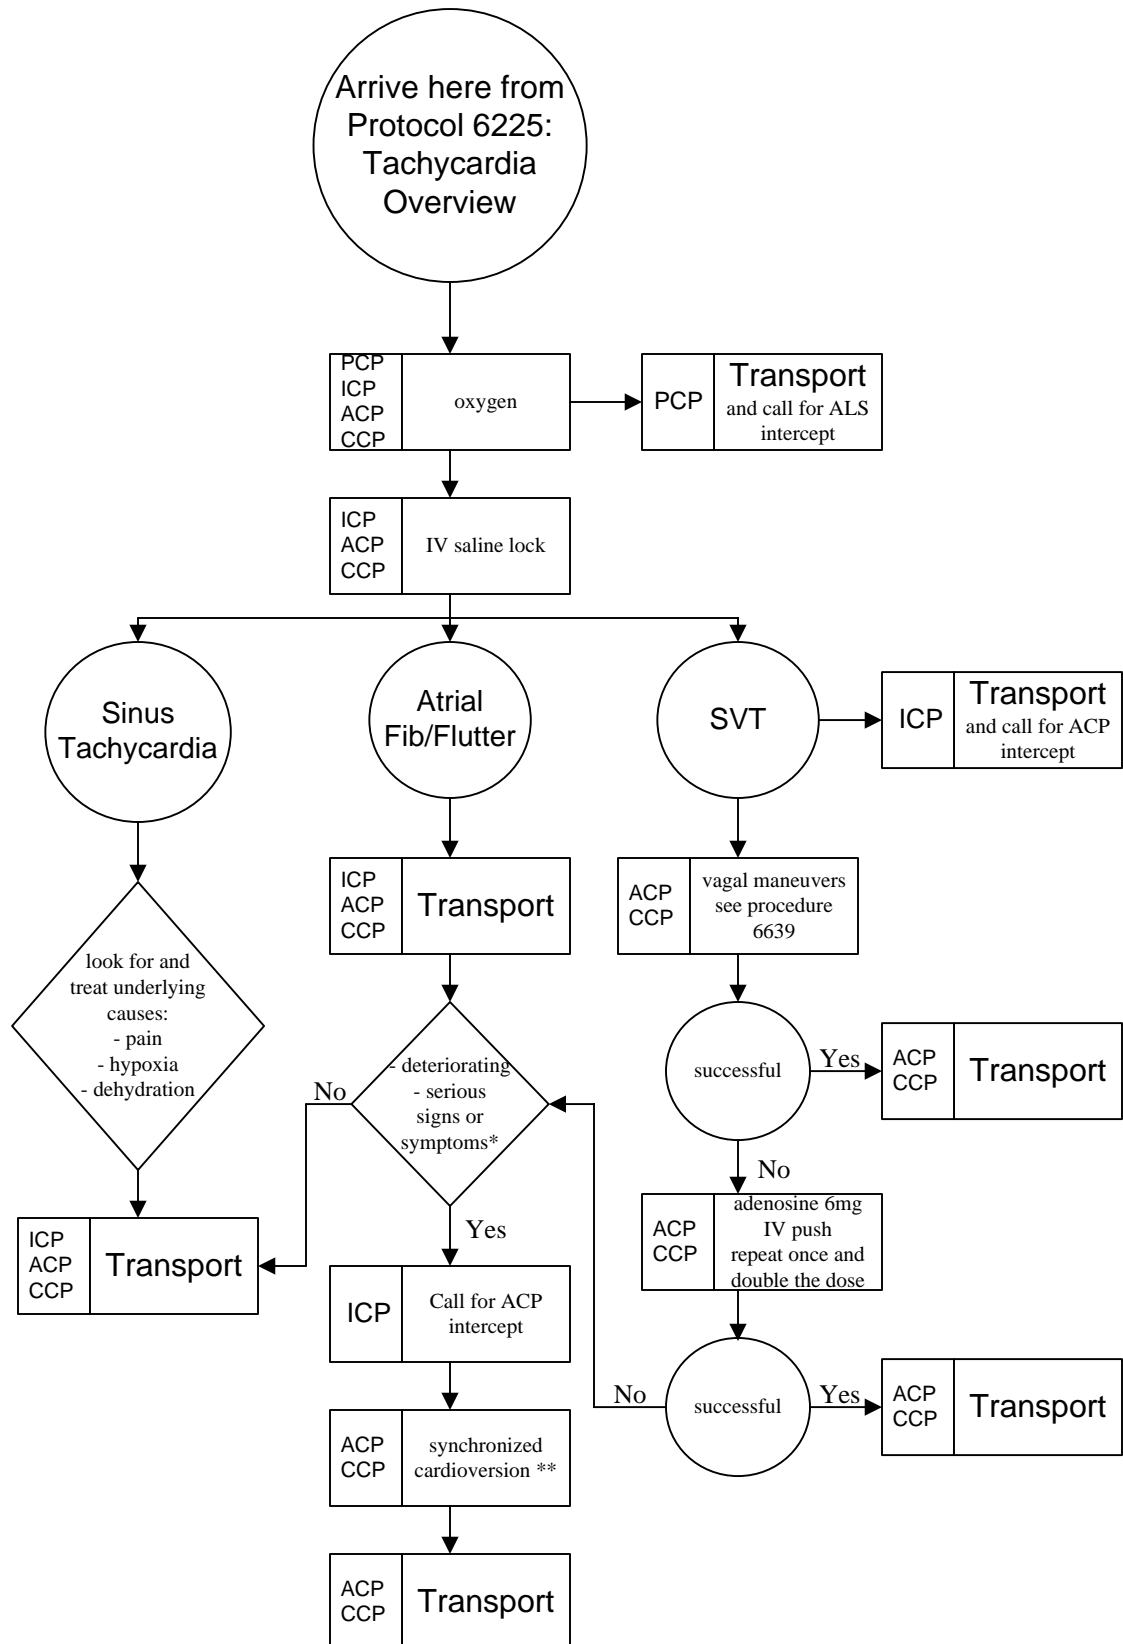 Arrive here from
Protocol 6225:
Tachycardia
Overview
PCP
ICP
ACP
CCP
oxygen
PCP
Transport
and call for ALS
intercept
ICP
ACP
CCP
IV saline lock
Sinus
Tachycardia
Atrial
Fib/Flutter
SVT
ICP
Transport
and call for ACP
intercept
ICP
ACP
CCP
Transport
ACP
CCP
vagal maneuvers
see procedure
6639
look for and
treat underlying
causes:
- pain
- hypoxia
- dehydration
- deteriorating
- serious
signs or
symptoms*
No
Yes
successful
Yes
ACP
CCP
Transport
No
ICP
ACP
CCP
Transport
ICP
Call for ACP
intercept
ACP
CCP
adenosine 6mg
IV push
repeat once and
double the dose
ACP
CCP
synchronized
cardioversion **
No
successful
Yes
ACP
CCP
Transport
ACP
CCP
Transport